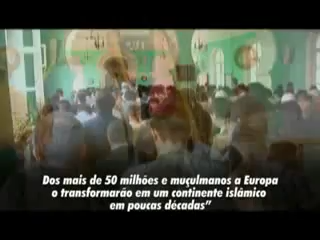 Dos mais de 50 milhões e muçulmanos a Europa
o transformarão em um continente islâmico
em poucas décadas”